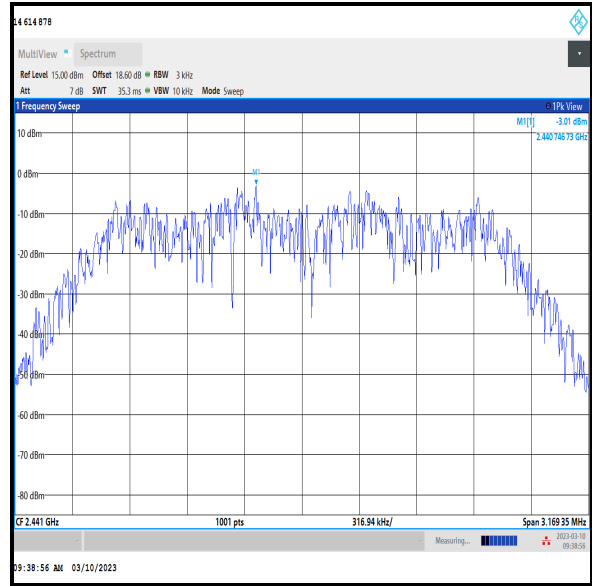 14 614 878
R S
MultiView Spectrum
Ref Level 15.00 dBm Offset 18.60 dB RBW 3 kHz
Att 7 dB SWT 35.3 ms VBW 10 kHz Mode Sweep
1 Frequency Sweep 1Pk View
M1[1] -3.01 dBm
2.440 746 73 GHz
10 dBm
0 dBm
M1
-10 dBm
-20 dBm
-30 dBm
-40 dBm
-50 dBm
-60 dBm
-70 dBm
-80 dBm
CF 2.441 GHz 1001 pts 316.94 kHz/ Span 3.169 35 MHz
Measuring... 2023-03-10
09:38:56
09:38:56 AM 03/10/2023